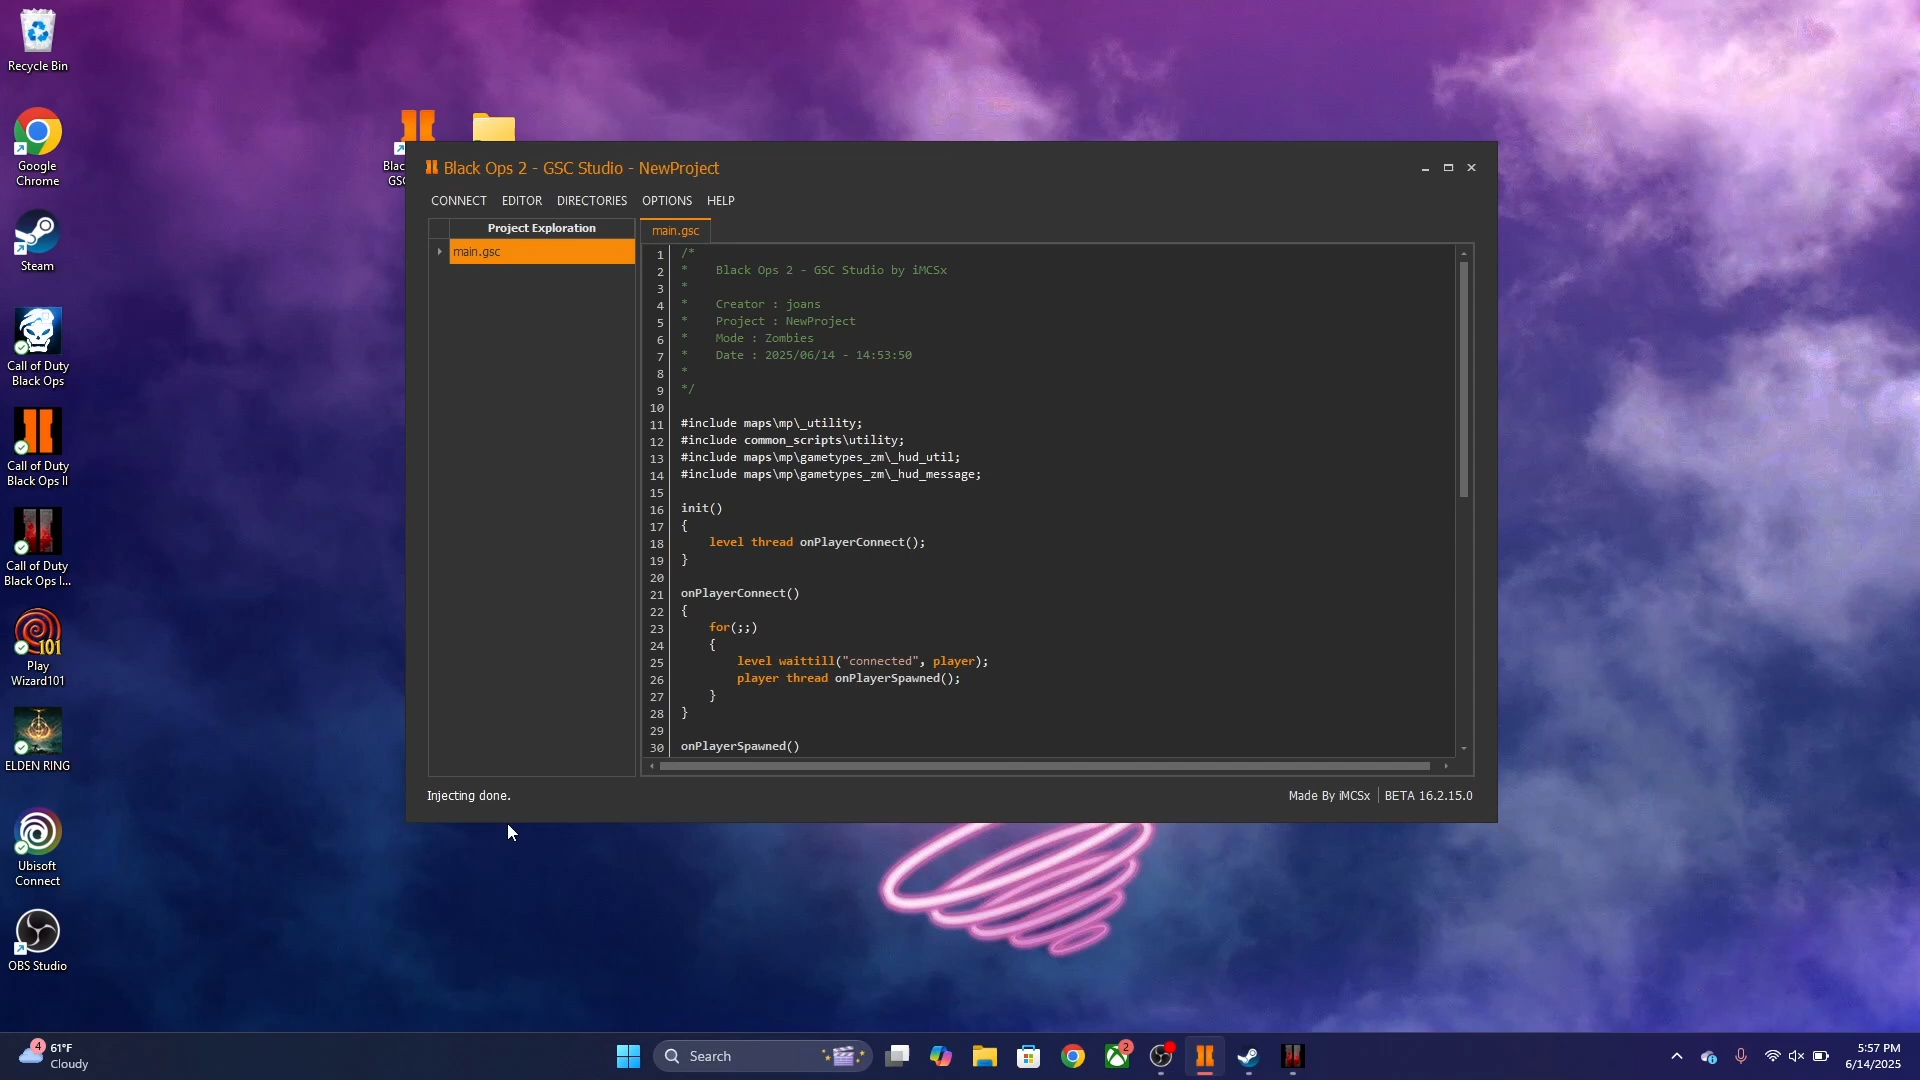 Recycle Bin
Google
Chrome
Steam
Call of Duty
Black Ops
Call of Duty
Black Ops II
Call of Duty
Black Ops I...
101
Play
Wizard101
ELDEN RING
Ubisoft
Connect
OBS Studio
Blac
GSC
Black Ops 2 - GSC Studio - NewProject
CONNECT EDITOR DIRECTORIES OPTIONS HELP
Project Exploration
main.gsc
main.gsc
1 /*
2 * Black Ops 2 - GSC Studio by iMCSx
3 *
4 * Creator : joans
5 * Project : NewProject
6 * Mode : Zombies
7 * Date : 2025/06/14 - 14:53:50
8 *
9 */
10
11 #include maps\mp\_utility;
12 #include common_scripts\utility;
13 #include maps\mp\gametypes_zm\_hud_util;
14 #include maps\mp\gametypes_zm\_hud_message;
15
16 init()
17 {
18 level thread onPlayerConnect();
19 }
20
21 onPlayerConnect()
22 {
23 for(;;)
24 {
25 level waittill("connected", player);
26 player thread onPlayerSpawned();
27 }
28 }
29
30 onPlayerSpawned()
Injecting done.
Made By iMCSx
BETA 16.2.15.0
4
61°F
Cloudy
Search
2
5:57 PM
6/14/2025